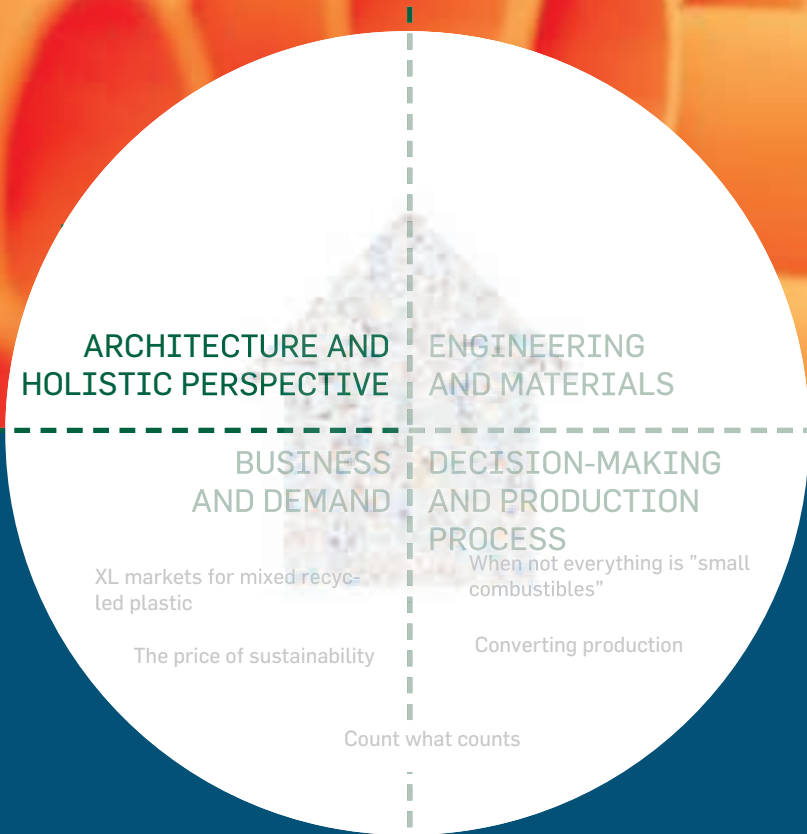 ARCHITECTURE AND
HOLISTIC PERSPECTIVE
ENGINEERING
AND MATERIALS
BUSINESS
AND DEMAND
DECISION-MAKING
AND PRODUCTION
PROCESS
XL markets for mixed recyc-
led plastic
The price of sustainability
When not everything is ”small
combustibles”
Converting production
Count what counts